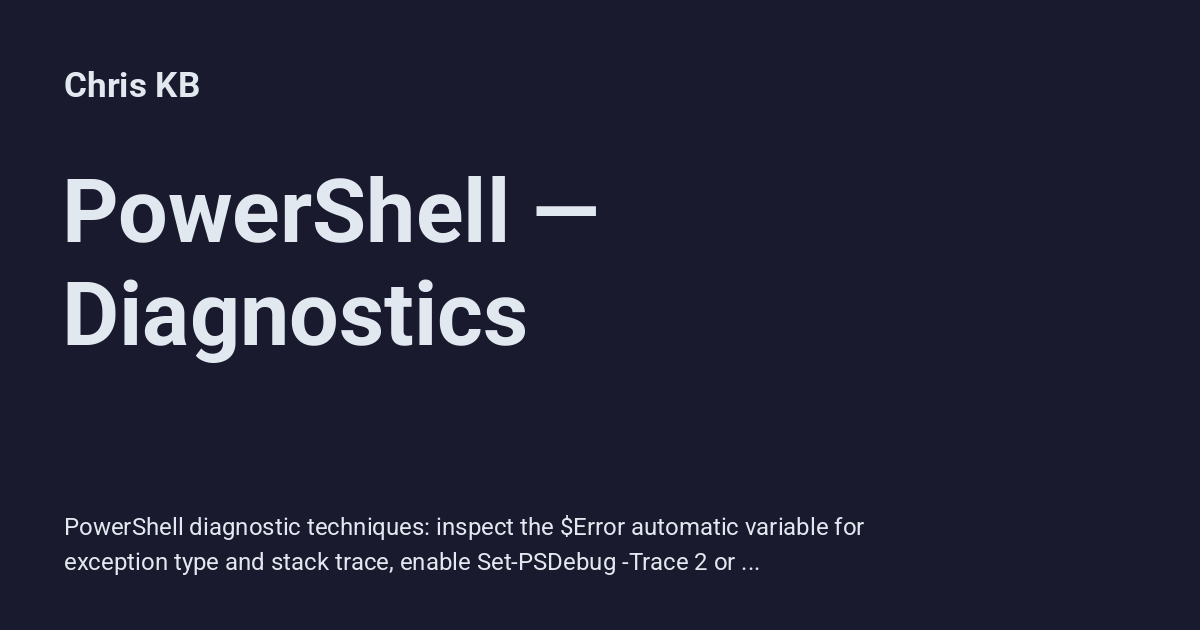 Chris KB
PowerShell —
Diagnostics
PowerShell diagnostic techniques: inspect the $Error automatic variable for
exception type and stack trace, enable Set-PSDebug -Trace 2 or ...